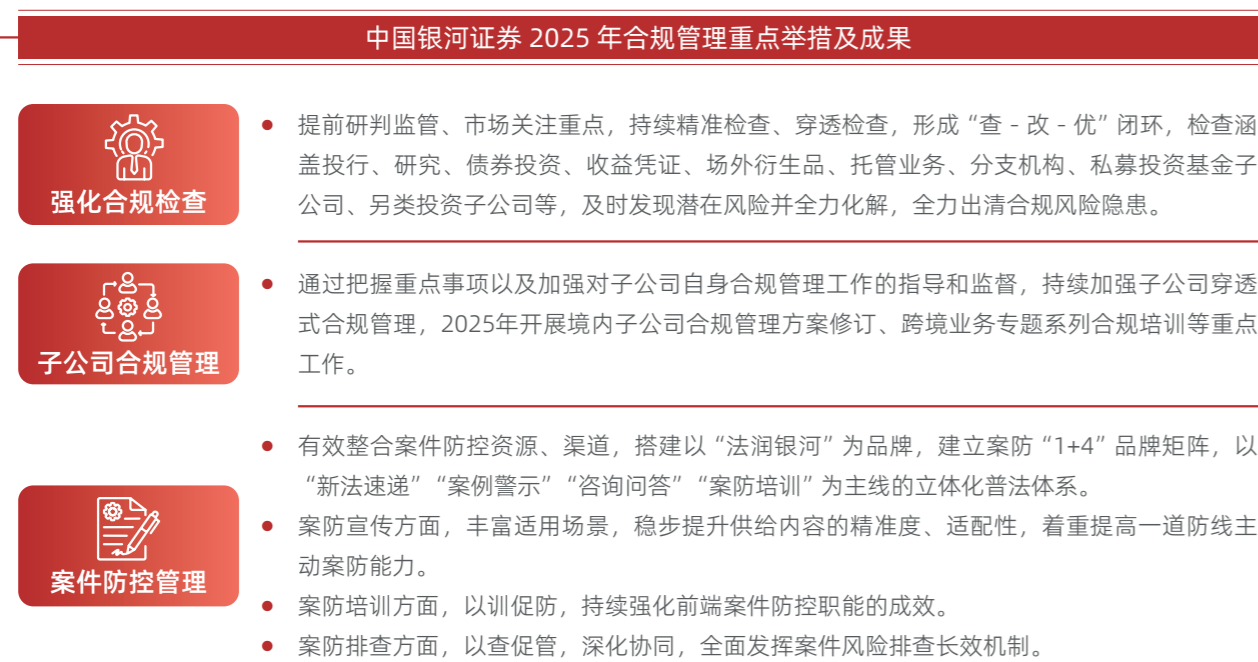 中国银河证券 2025 年合规管理重点举措及成果
强化合规检查
● 提前研判监管、市场关注重点，持续精准检查、穿透检查，形成“查 - 改 - 优”闭环，检查涵
盖投行、研究、债券投资、收益凭证、场外衍生品、托管业务、分支机构、私募投资基金子
公司、另类投资子公司等，及时发现潜在风险并全力化解，全力出清合规风险隐患。
子公司合规管理
● 通过把握重点事项以及加强对子公司自身合规管理工作的指导和监督，持续加强子公司穿透
式合规管理，2025年开展境内子公司合规管理方案修订、跨境业务专题系列合规培训等重点
工作。
案件防控管理
● 有效整合案件防控资源、渠道，搭建以“法润银河”为品牌，建立案防“1+4”品牌矩阵，以
“新法速递”“案例警示”“咨询问答”“案防培训”为主线的立体化普法体系。
● 案防宣传方面，丰富适用场景，稳步提升供给内容的精准度、适配性，着重提高一道防线主
动案防能力。
● 案防培训方面，以训促防，持续强化前端案件防控职能的成效。
● 案防排查方面，以查促管，深化协同，全面发挥案件风险排查长效机制。